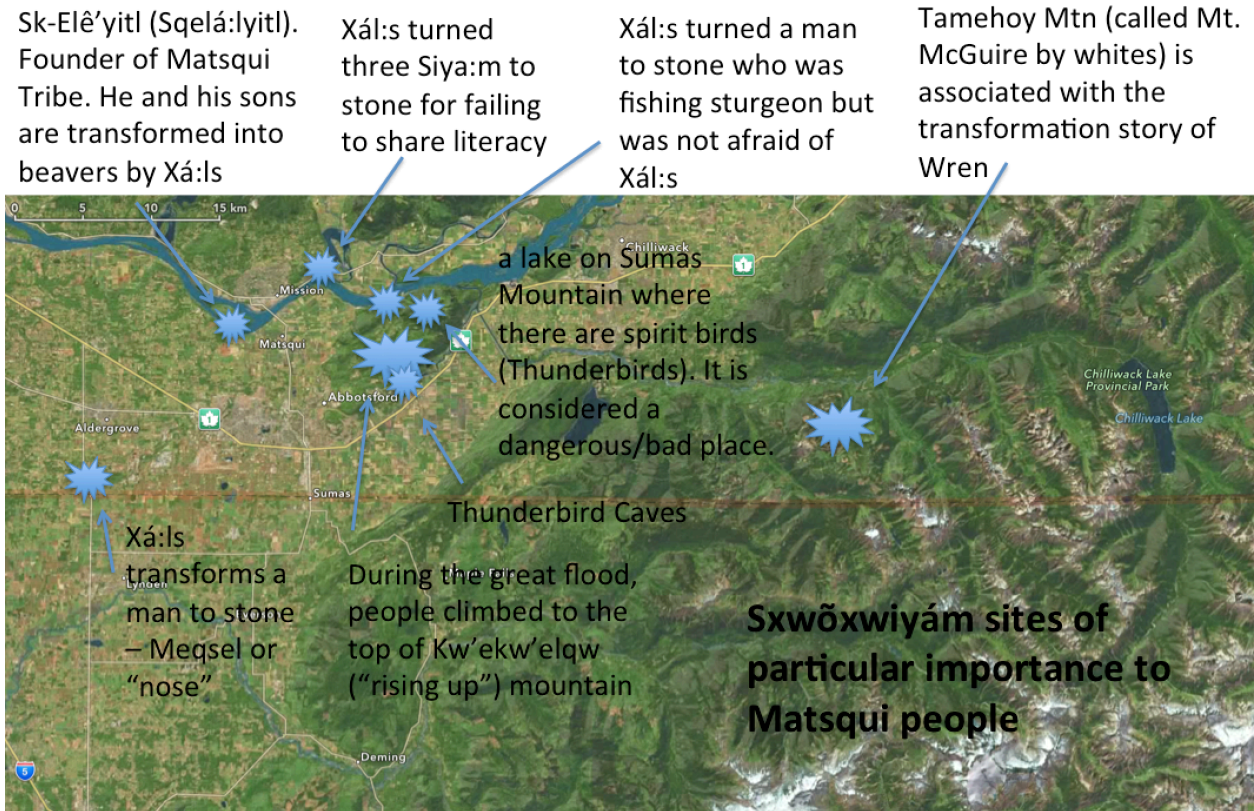 Sk-Elê’yitl (Sqelá:lyitl).
Founder of Matsqui
Tribe. He and his sons
are transformed into
beavers by Xá:ls
Xál:s turned
three Siya:m to
stone for failing
to share literacy
Xál:s turned a man
to stone who was
fishing sturgeon but
was not afraid of
Xál:s
Tamehoy Mtn (called Mt.
McGuire by whites) is
associated with the
transformation story of
Wren
0 5 10 15 km
Chilliwack
1
a lake on Sumas
Mountain where
there are spirit birds
(Thunderbirds). It is
considered a
dangerous/bad place.
Mission
Matsqui
Abbotsford
Aldergrove
1
Chilliwack Lake
Provincial Park
Chilliwack Lake
Sumas
Thunderbird Caves
Xá:ls
transforms a
man to stone
– Meqsel or
“nose”
Lynden
During the great flood,
people climbed to the
top of Kw’ekw’elqw
(“rising up”) mountain
Sxwõxwiyám sites of
particular importance to
Matsqui people
Deming
5